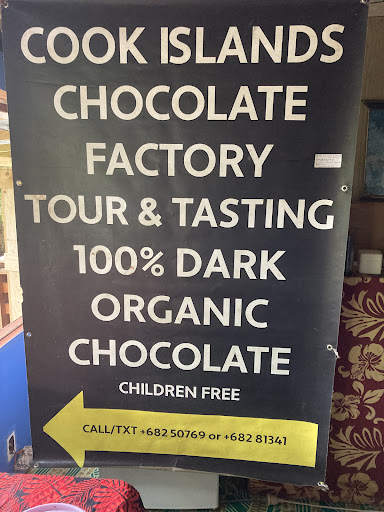 COOK ISLANDS
CHOCOLATE
FACTORY
TOUR & TASTING
100% DARK
ORGANIC
CHOCOLATE
CHILDREN FREE
CALL/TXT +682 50769 or +682 81341